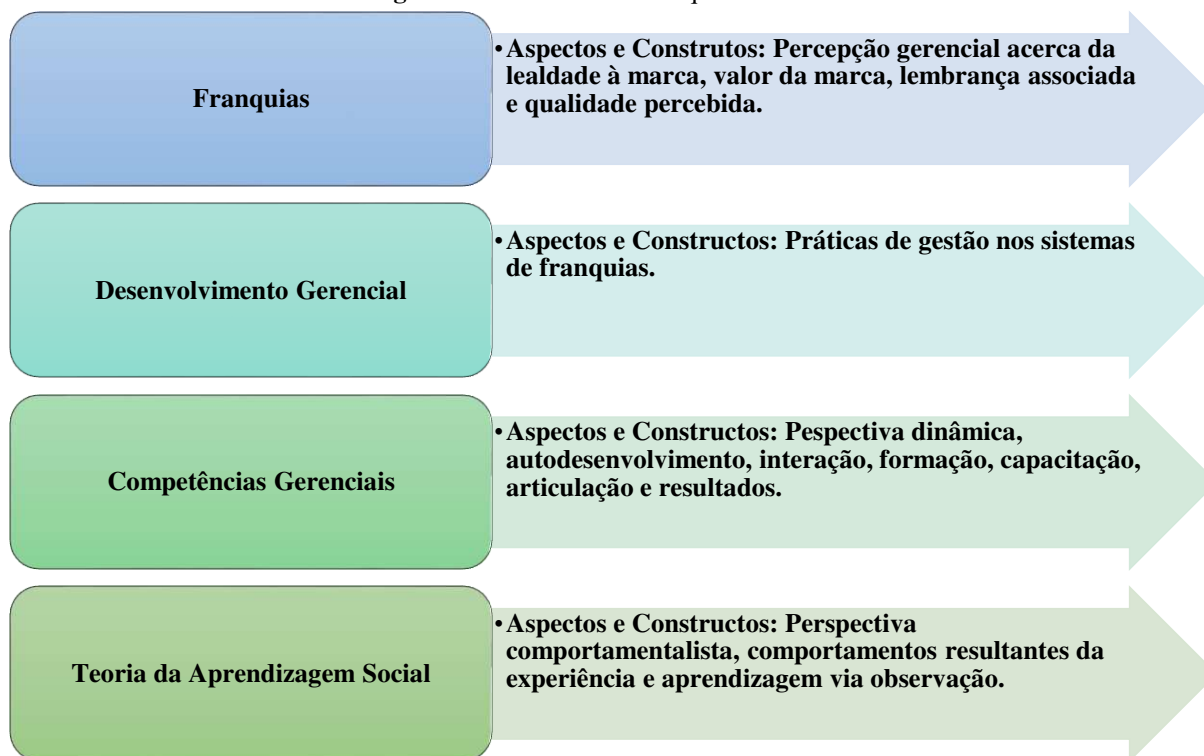 Franquias
•Aspectos e Construtos: Percepção gerencial acerca da
lealdade à marca, valor da marca, lembrança associada
e qualidade percebida.
Desenvolvimento Gerencial
•Aspectos e Constructos: Práticas de gestão nos sistemas
de franquias.
Competências Gerenciais
•Aspectos e Constructos: Pespectiva dinâmica,
autodesenvolvimento, interação, formação, capacitação,
articulação e resultados.
Teoria da Aprendizagem Social
•Aspectos e Constructos: Perspectiva
comportamentalista, comportamentos resultantes da
experiência e aprendizagem via observação.